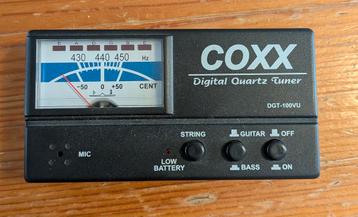 E A D G B E
430 440 450 Hz
-50 0 +50 CENT
COXX
Digital Quartz Tuner
DGT-100VU
STRING
GUITAR
OFF
MIC
LOW
BATTERY
BASS
ON